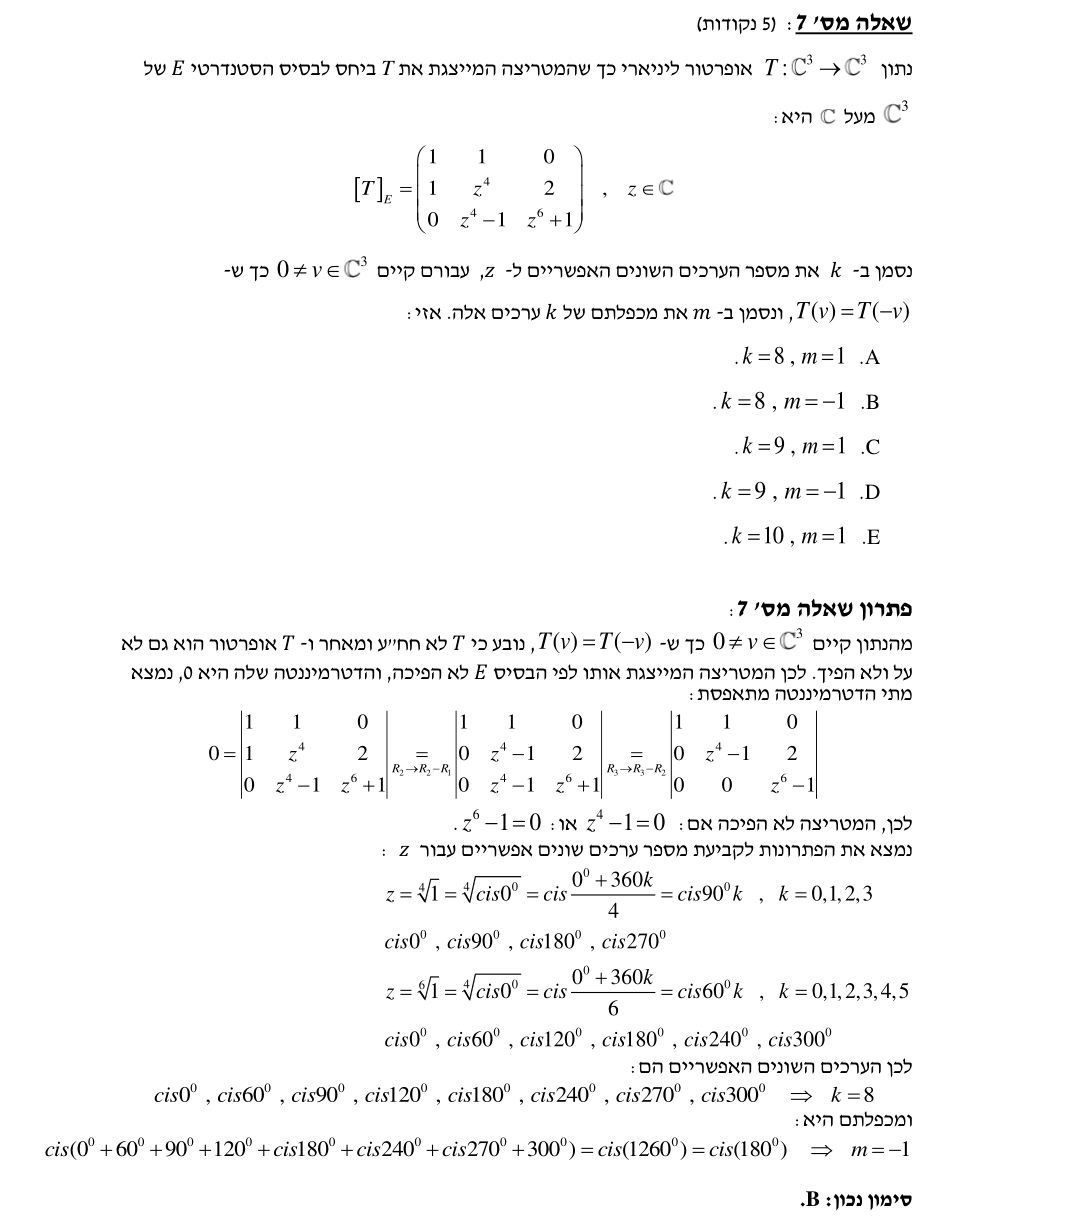 שאלה מס׳ 7 : (5 נקודות)
נתון T : ℂ³ → ℂ³ אופרטור ליניארי כך שהמטריצה המייצגת את T ביחס לבסיס הסטנדרטי E של
ℂ³ מעל ℂ היא :
[T]_E = ( 1 1 0
1 z⁴ 2 , z ∈ ℂ
0 z⁴ −1 z⁶ +1 )
נסמן ב- k את מספר הערכים השונים האפשריים ל- z, עבורם קיים 0 ≠ v ∈ ℂ³ כך ש-
T(v) = T(−v), ונסמן ב- m את מכפלתם של k ערכים אלה. אזי :
A. k = 8 , m = 1.
B. k = 8 , m = −1.
C. k = 9 , m = 1.
D. k = 9 , m = −1.
E. k = 10 , m = 1.
פתרון שאלה מס׳ 7 :
מהנתון קיים 0 ≠ v ∈ ℂ³ כך ש- T(v) = T(−v), נובע כי T לא חח״ע ומאחר ו- T אופרטור הוא גם לא
על ולא הפיך. לכן המטריצה המייצגת אותו לפי הבסיס E לא הפיכה, והדטרמיננטה שלה היא 0, נמצא
מתי הדטרמיננטה מתאפסת :
|1 1 0| |1 1 0| |1 1 0|
0 = |1 z⁴ 2| = R₂→R₂−R₁ |0 z⁴ −1 2| = R₃→R₃−R₂ |0 z⁴ −1 2|
|0 z⁴ −1 z⁶ +1| |0 z⁴ −1 z⁶ +1| |0 0 z⁶ −1|
לכן, המטריצה לא הפיכה אם : z⁴ −1 = 0 או : z⁶ −1 = 0.
נמצא את הפתרונות לקביעת מספר ערכים שונים אפשריים עבור z :
z = ⁴√1 = ⁴√cis0⁰ = cis (0⁰ + 360k)/4 = cis90⁰k , k = 0,1,2,3
cis0⁰ , cis90⁰ , cis180⁰ , cis270⁰
z = ⁶√1 = ⁴√cis0⁰ = cis (0⁰ + 360k)/6 = cis60⁰k , k = 0,1,2,3,4,5
cis0⁰ , cis60⁰ , cis120⁰ , cis180⁰ , cis240⁰ , cis300⁰
לכן הערכים השונים האפשריים הם :
cis0⁰ , cis60⁰ , cis90⁰ , cis120⁰ , cis180⁰ , cis240⁰ , cis270⁰ , cis300⁰ ⇒ k = 8
ומכפלתם היא :
cis(0⁰ + 60⁰ + 90⁰ +120⁰ + cis180⁰ + cis240⁰ + cis270⁰ + 300⁰) = cis(1260⁰) = cis(180⁰) ⇒ m = −1
סימון נכון: B.